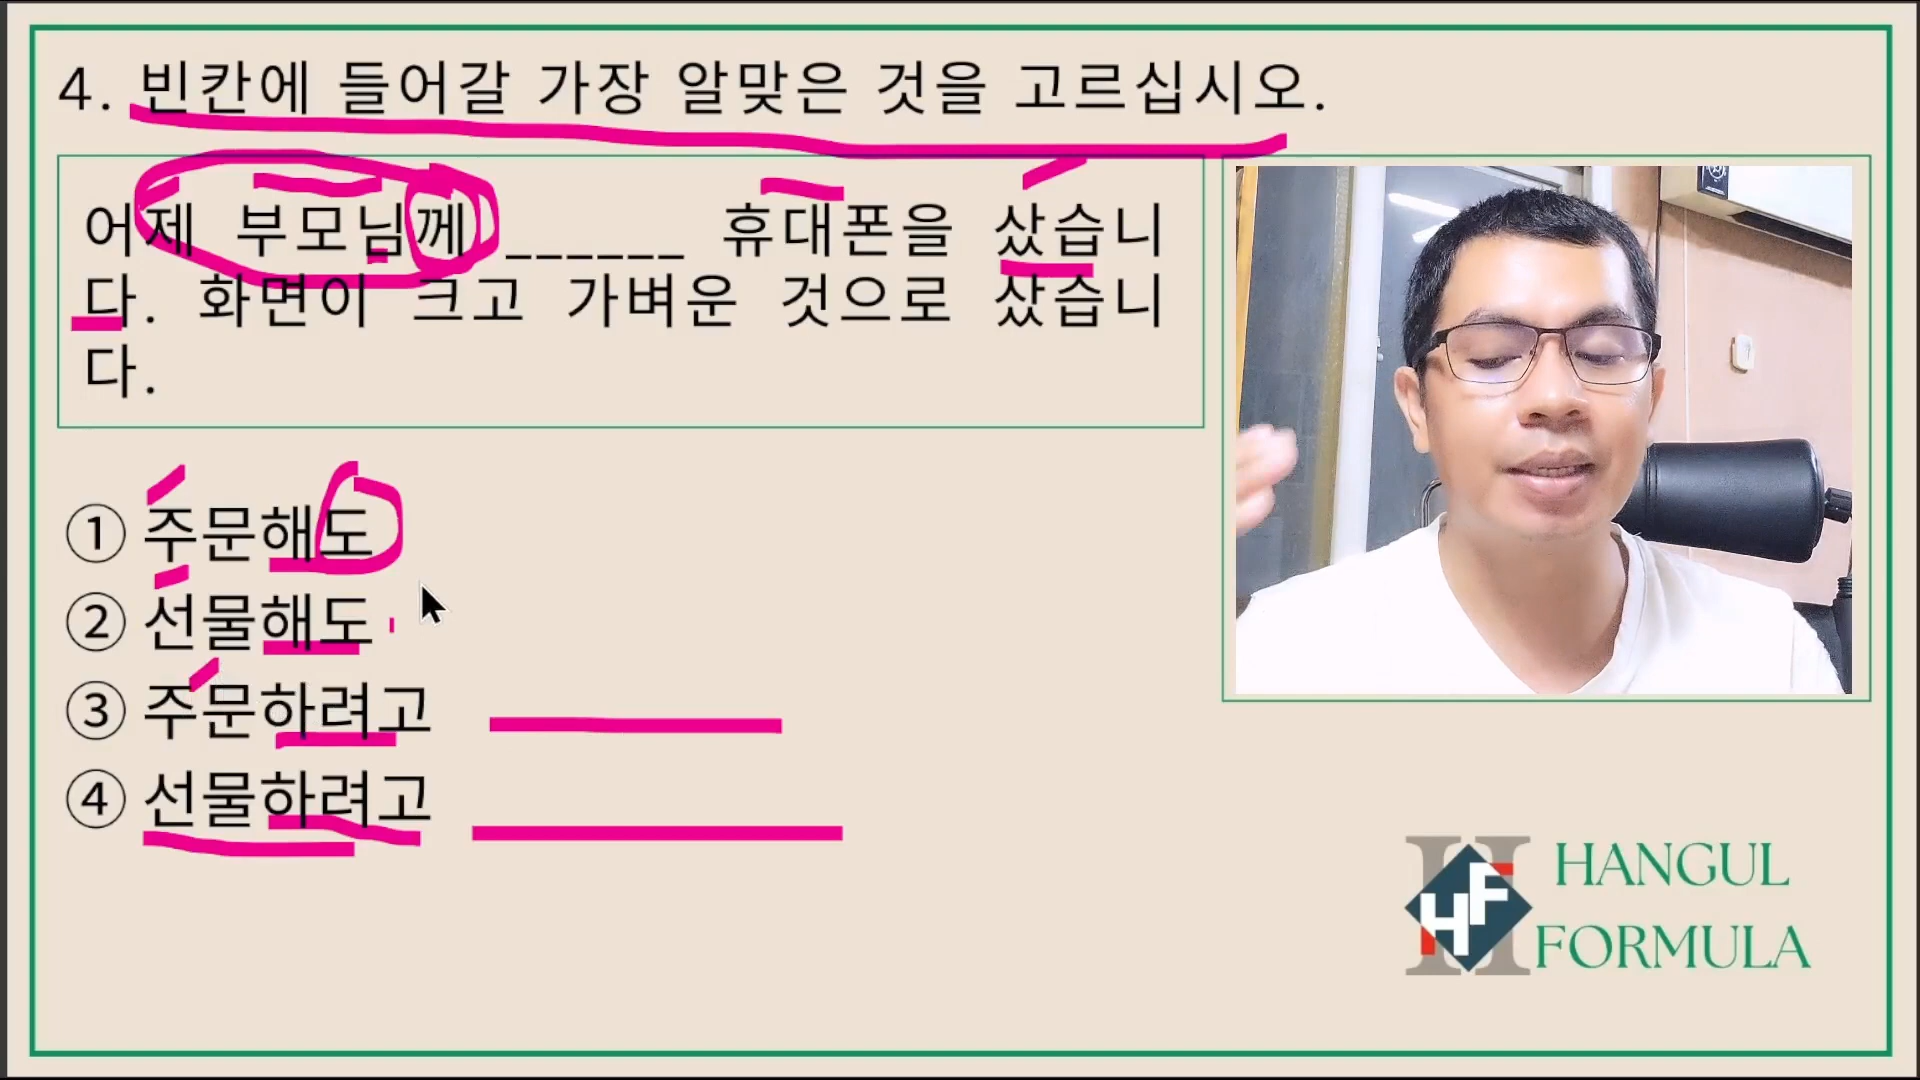 4. 빈칸에 들어갈 가장 알맞은 것을 고르십시오.
어제 부모님께 ______ 휴대폰을 샀습니
다. 화면이 크고 가벼운 것으로 샀습니
다.
① 주문해도
② 선물해도
③ 주문하려고
④ 선물하려고
HF
HANGUL
FORMULA